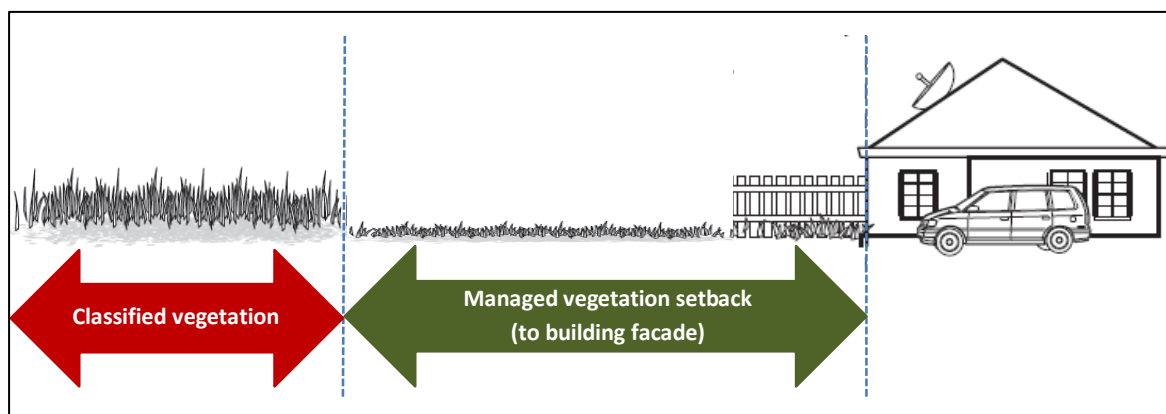 Classified vegetation
Managed vegetation setback
(to building facade)